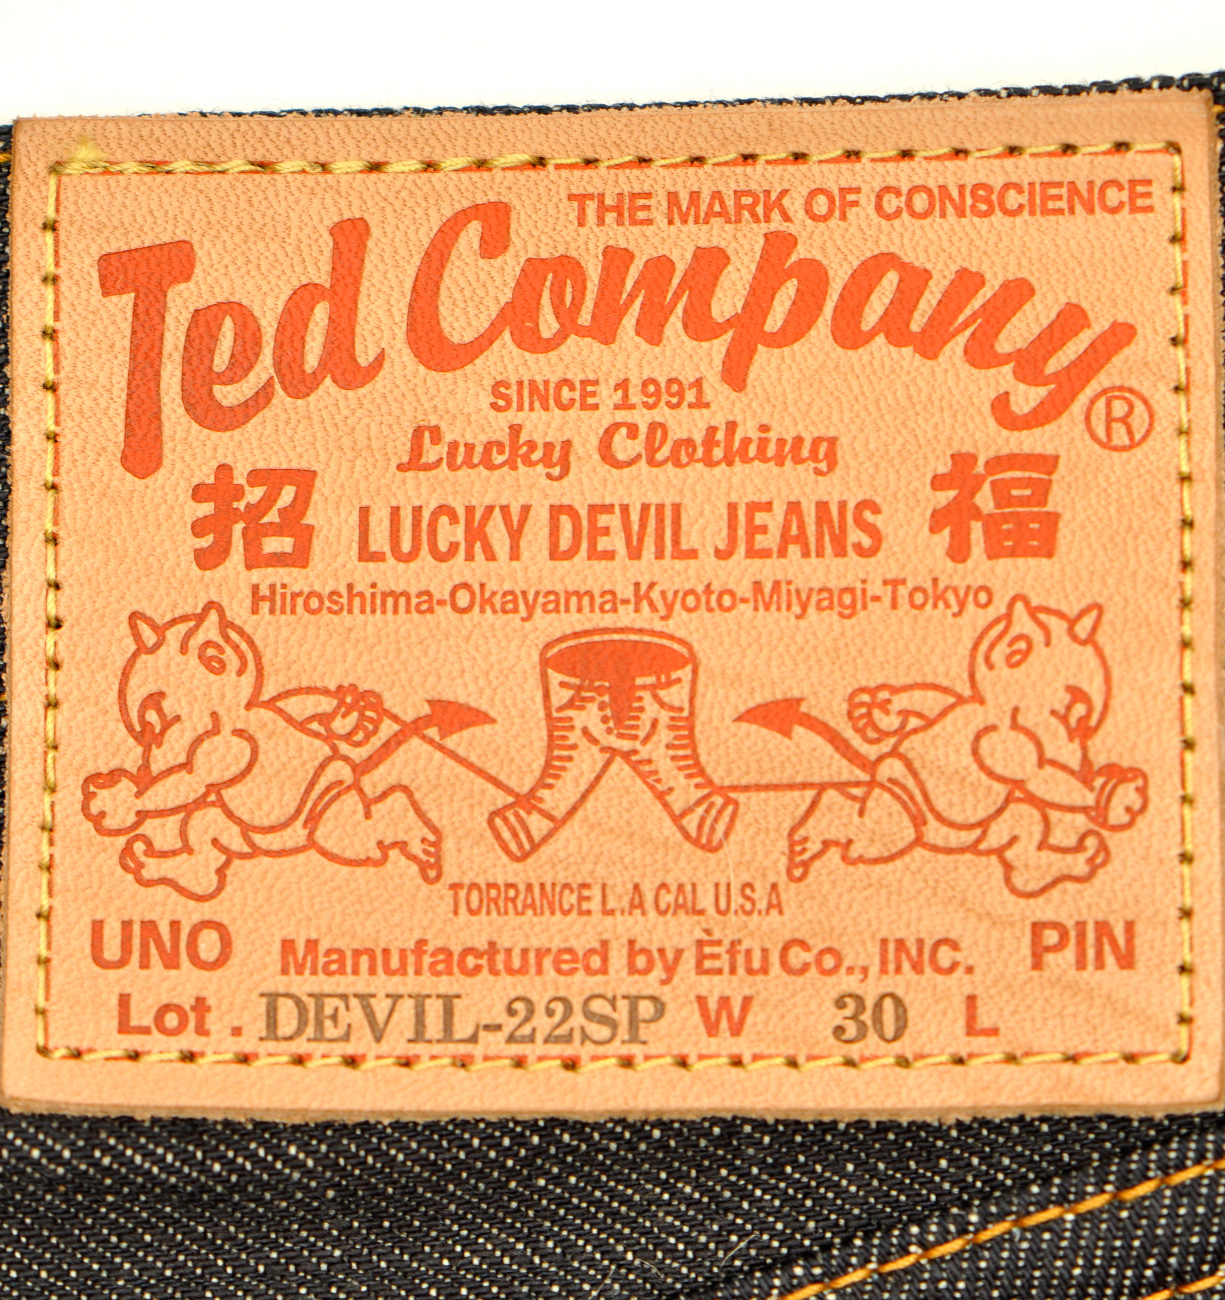 THE MARK OF CON8CIENCE
Ted Company
®
SINCE 1991
Lucky Clothing
招 LUCKY DEVIL JEANS 福
Hiroshima-Okayama-Kyoto-Miyagi-Tokyo
TORRANCE L.A CAL U.S.A
UNO Manufactured by Èfu Co., INC. PIN
Lot . DEVIL-22SP W 30 L